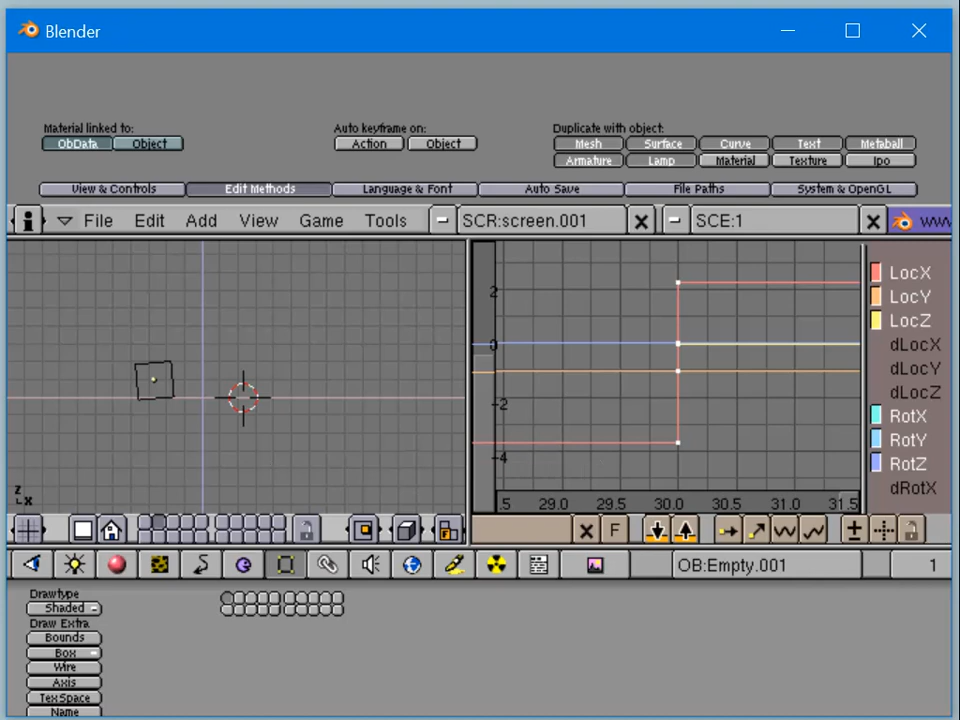 Blender
Material linked to: Auto keyframe on: Duplicate with object:
ObData Object Action Object Mesh Surface Curve Text Metaball
Armature Lamp Material Texture Ipo
View & Controls Edit Methods Language & Font Auto Save File Paths System & OpenGL
File Edit Add View Game Tools SCR:screen.001 SCE:1 www
LocX
2
LocY
LocZ
0 dLocX
dLocY
dLocZ
-2
RotX
RotY
-4
RotZ
Z
X
.5 29.0 29.5 30.0 30.5 31.0 31.5 dRotX
F
OB:Empty.001 1
Drawtype
Shaded
Draw Extra
Bounds
Box
Wire
Axis
TexSpace
Name